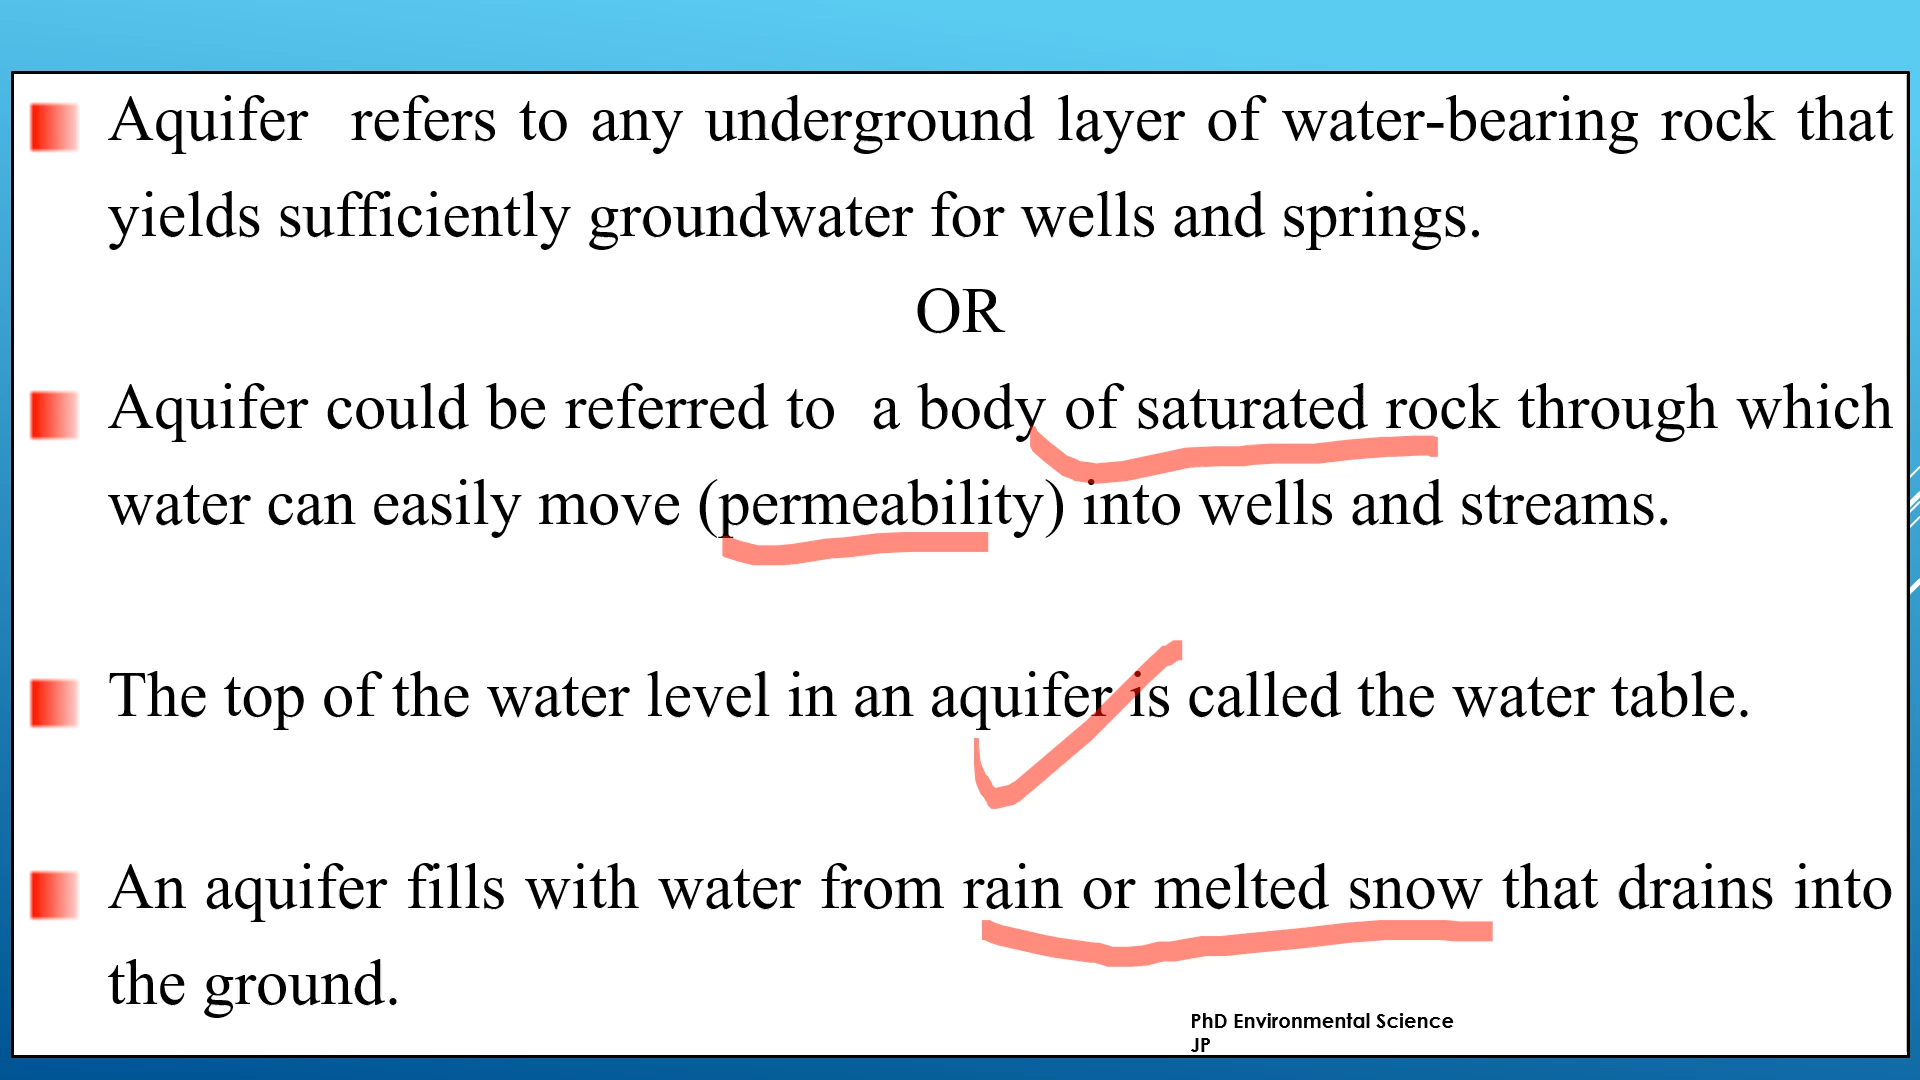 Aquifer refers to any underground layer of water-bearing rock that
yields sufficiently groundwater for wells and springs.
OR
Aquifer could be referred to a body of saturated rock through which
water can easily move (permeability) into wells and streams.
The top of the water level in an aquifer is called the water table.
An aquifer fills with water from rain or melted snow that drains into
the ground.
PhD Environmental Science
JP